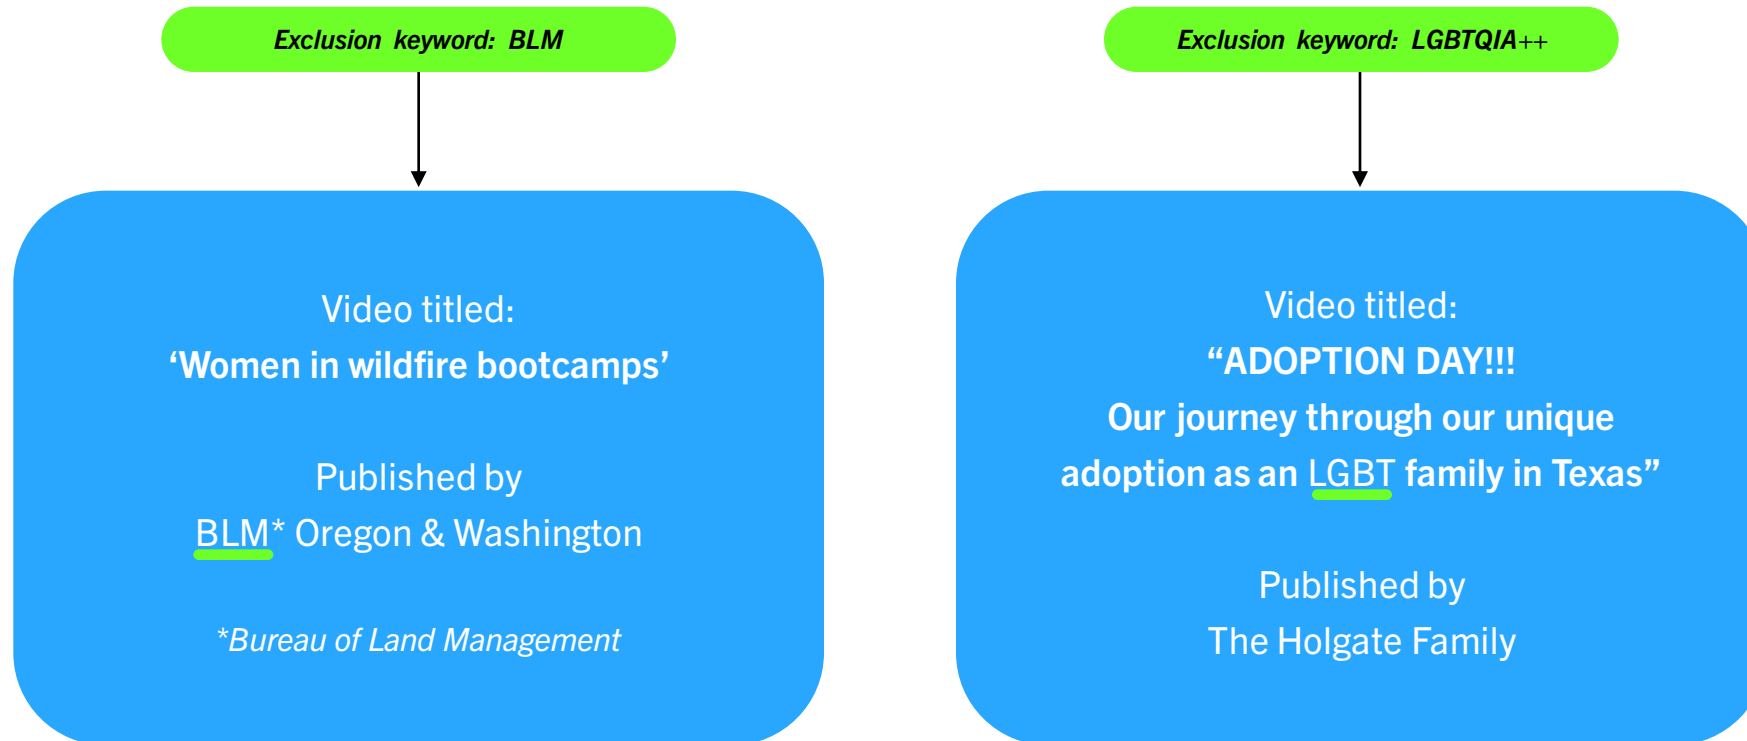 Exclusion keyword: BLM
Video titled:
‘Women in wildfire bootcamps’
Published by
BLM* Oregon & Washington
*Bureau of Land Management
Exclusion keyword: LGBTQIA++
Video titled:
“ADOPTION DAY!!!
Our journey through our unique
adoption as an LGBT family in Texas”
Published by
The Holgate Family